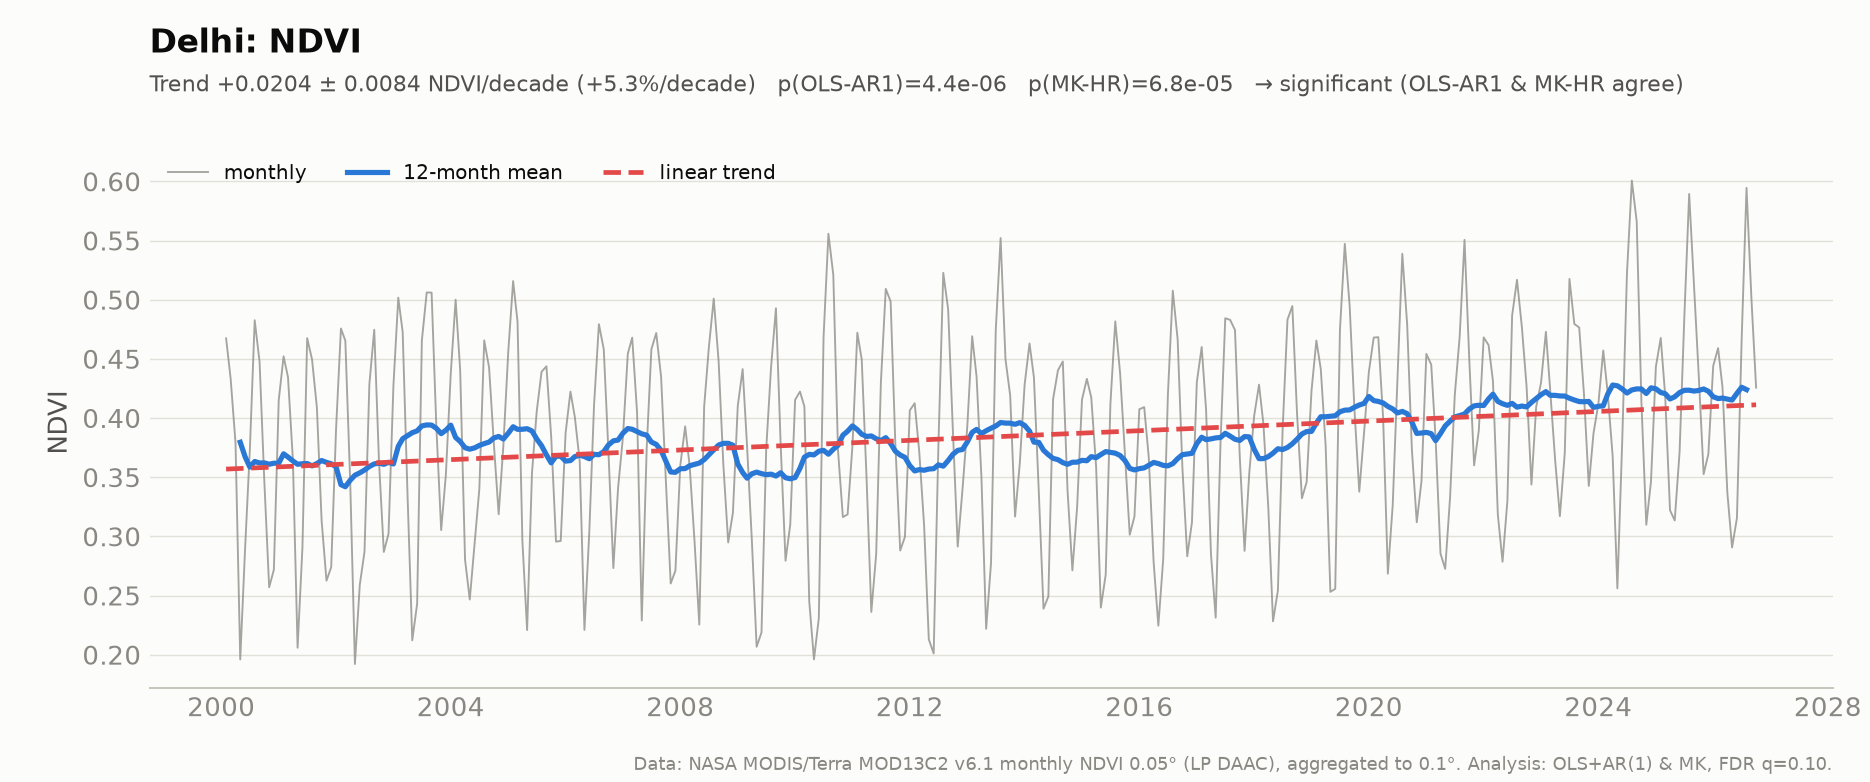 Delhi: NDVI
Trend +0.0204 ± 0.0084 NDVI/decade (+5.3%/decade) p(OLS-AR1)=4.4e-06 p(MK-HR)=6.8e-05 → significant (OLS-AR1 & MK-HR agree)
monthly 12-month mean linear trend
0.60
0.55
0.50
0.45
0.40
0.35
0.30
0.25
0.20
NDVI
2000 2004 2008 2012 2016 2020 2024 2028
Data: NASA MODIS/Terra MOD13C2 v6.1 monthly NDVI 0.05° (LP DAAC), aggregated to 0.1°. Analysis: OLS+AR(1) & MK, FDR q=0.10.